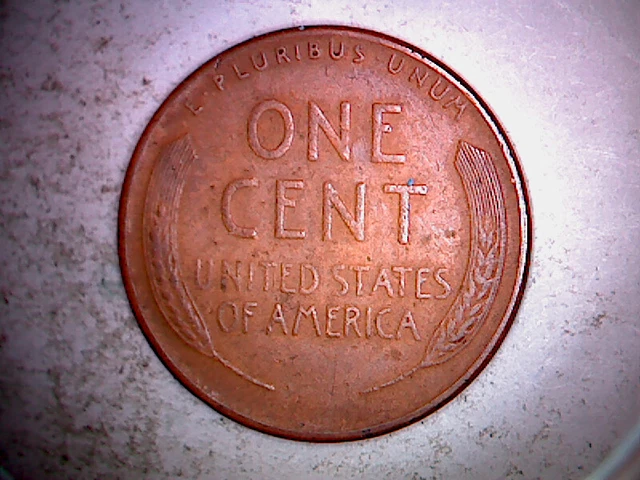 E PLURIBUS UNUM
ONE
CENT
UNITED STATES
OF AMERICA